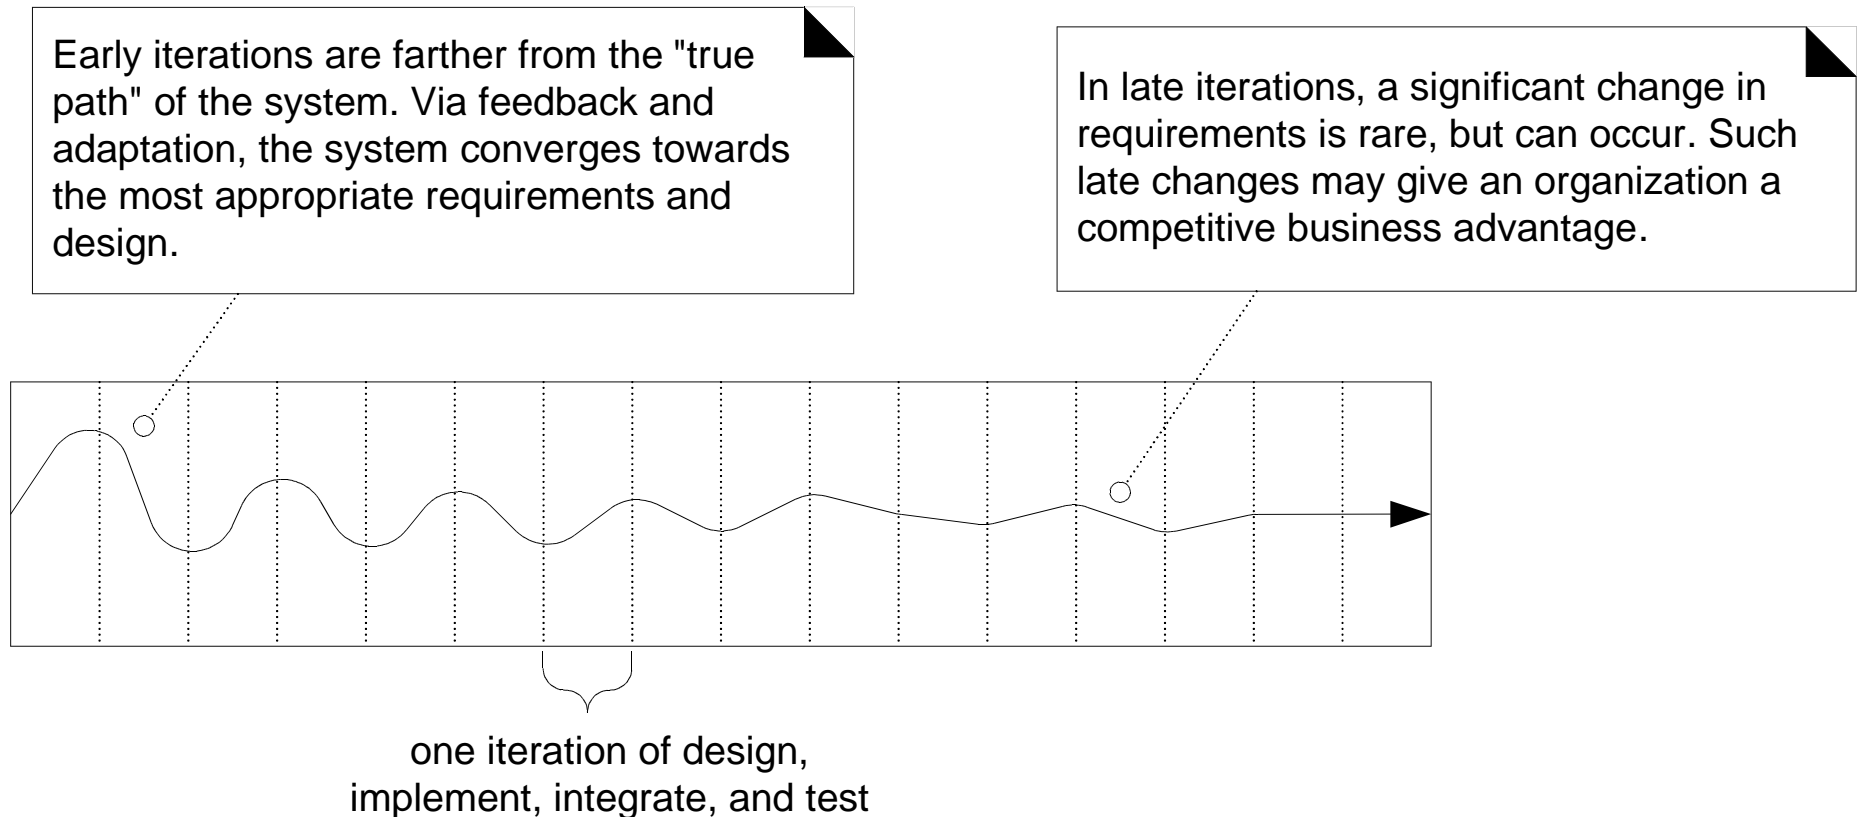 Early iterations are farther from the "true
path" of the system. Via feedback and
adaptation, the system converges towards
the most appropriate requirements and
design.
In late iterations, a significant change in
requirements is rare, but can occur. Such
late changes may give an organization a
competitive business advantage.
one iteration of design,
implement, integrate, and test